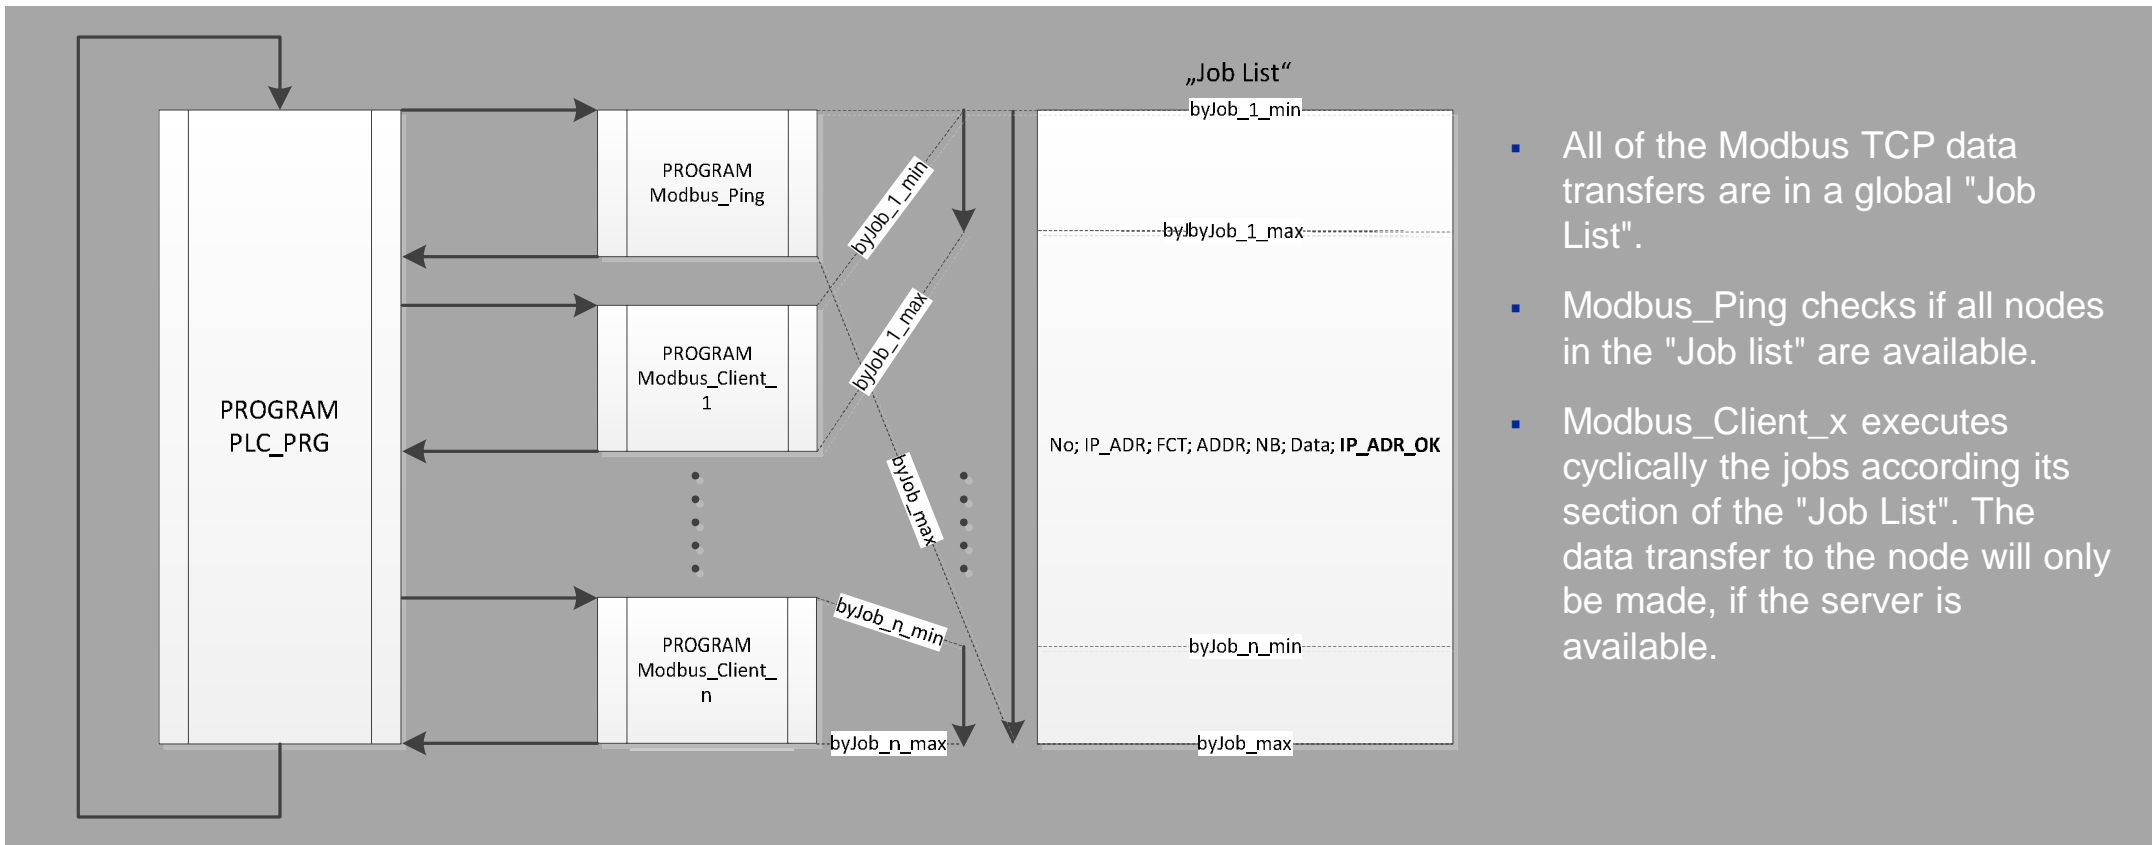 „Job List“
PROGRAM
PLC_PRG
PROGRAM
Modbus_Ping
PROGRAM
Modbus_Client_
1
PROGRAM
Modbus_Client_
n
byJob_1_min
byJob_1_max
byJob_max
byJob_n_min
byJob_n_max
byJob_1_min
byJbyJob_1_max
No; IP_ADR; FCT; ADDR; NB; Data; IP_ADR_OK
byJob_n_min
byJob_max
▪ All of the Modbus TCP data
transfers are in a global "Job
List".
▪ Modbus_Ping checks if all nodes
in the "Job list" are available.
▪ Modbus_Client_x executes
cyclically the jobs according its
section of the "Job List". The
data transfer to the node will only
be made, if the server is
available.